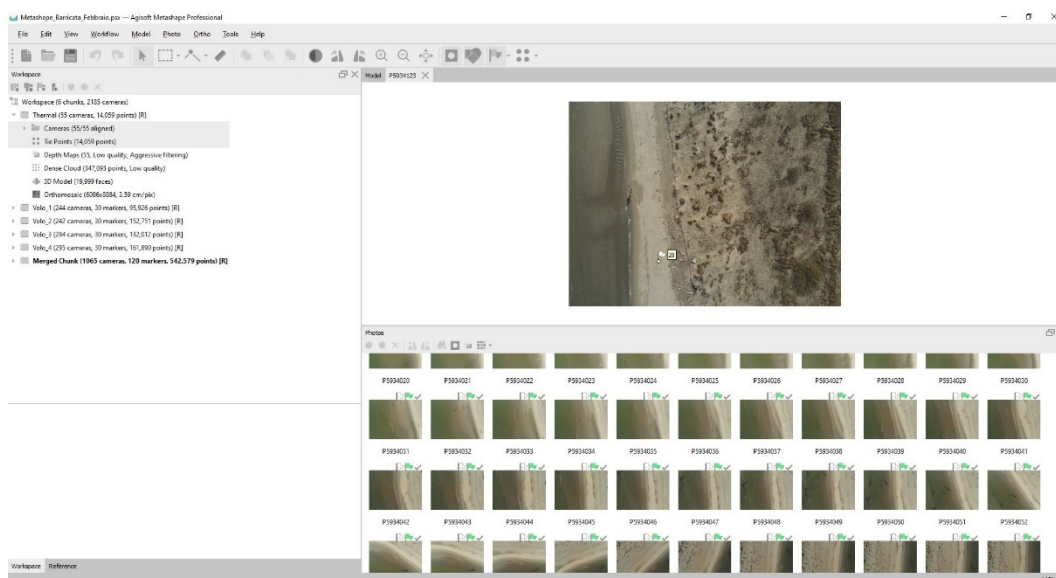 Metashape_Barricata_Febbraio.psx — Agisoft Metashape Professional
File Edit View Workflow Model Photo Ortho Tools Help
Workspace
Workspace (6 chunks, 2185 cameras)
Thermal (55 cameras, 14,059 points) [R]
Cameras (55/55 aligned)
Tie Points (14,059 points)
Depth Maps (55, Low quality, Aggressive filtering)
Dense Cloud (347,093 points, Low quality)
3D Model (19,999 faces)
Orthomosaic (6086x8884, 3.59 cm/pix)
Volo_1 (244 cameras, 30 markers, 95,926 points) [R]
Volo_2 (242 cameras, 30 markers, 152,751 points) [R]
Volo_3 (284 cameras, 30 markers, 132,012 points) [R]
Volo_4 (295 cameras, 30 markers, 161,890 points) [R]
Merged Chunk (1065 cameras, 120 markers, 542,579 points) [R]
Workspace Reference
Model P5934123
Photos
P5934020 P5934021 P5934022 P5934023 P5934024 P5934025 P5934026 P5934027 P5934028 P5934029 P5934030
P5934031 P5934032 P5934033 P5934034 P5934035 P5934036 P5934037 P5934038 P5934039 P5934040 P5934041
P5934042 P5934043 P5934044 P5934045 P5934046 P5934047 P5934048 P5934049 P5934050 P5934051 P5934052